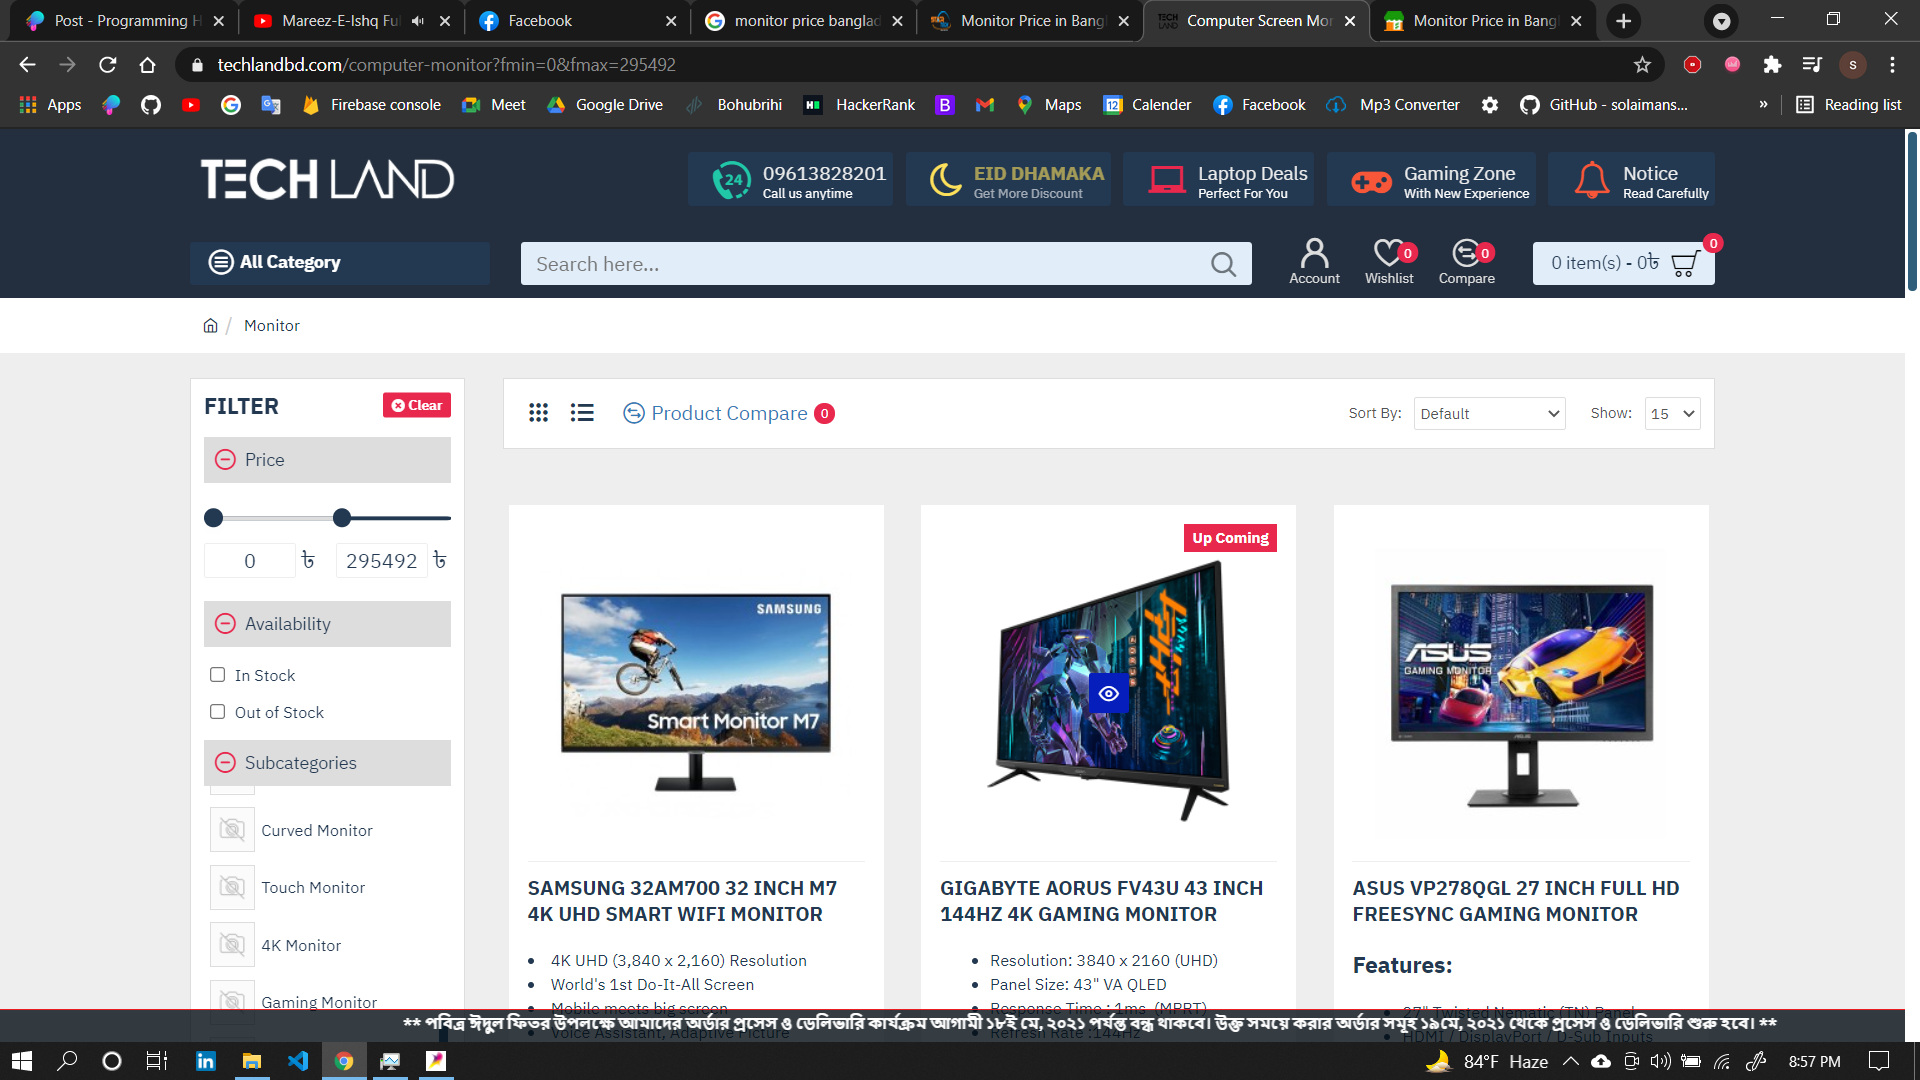 Post - Programming H
Mareez-E-Ishq Ful
Facebook
monitor price banglad
Monitor Price in Bangl
Computer Screen Mon
Monitor Price in Bangl
techlandbd.com/computer-monitor?fmin=0&fmax=295492
Apps
Firebase console
Meet
Google Drive
Bohubrihi
HackerRank
Maps
Calender
Facebook
Mp3 Converter
GitHub - solaimans...
»
Reading list
TECH LAND
24
09613828201
Call us anytime
EID DHAMAKA
Get More Discount
Laptop Deals
Perfect For You
Gaming Zone
With New Experience
Notice
Read Carefully
All Category
Search here...
Account
0
Wishlist
0
Compare
0 item(s) - 0৳
0
/ Monitor
FILTER
Clear
Price
0 ৳ 295492 ৳
Availability
In Stock
Out of Stock
Subcategories
Curved Monitor
Touch Monitor
4K Monitor
Gaming Monitor
Product Compare 0
Sort By: Default
Show: 15
SAMSUNG
Smart Monitor M7
SAMSUNG 32AM700 32 INCH M7
4K UHD SMART WIFI MONITOR
• 4K UHD (3,840 x 2,160) Resolution
• World's 1st Do-It-All Screen
• Mobile meets big screen
• Voice Assistant, Adaptive Picture
Up Coming
GIGABYTE AORUS FV43U 43 INCH
144HZ 4K GAMING MONITOR
• Resolution: 3840 x 2160 (UHD)
• Panel Size: 43" VA QLED
• Response Time : 1ms (MPRT)
• Refresh Rate :144Hz
ASUS
GAMING MONITOR
ASUS VP278QGL 27 INCH FULL HD
FREESYNC GAMING MONITOR
Features:
• 27" Twisted Nematic (TN) Panel
• HDMI / DisplayPort / D-Sub Inputs
** পবিত্র ঈদুল ফিতর উপলক্ষে আমাদের অর্ডার প্রসেস ও ডেলিভারি কার্যক্রম আগামী ১৮ই মে, ২০২১ পর্যন্ত বন্ধ থাকবে। উক্ত সময়ে করার অর্ডার সমূহ ১৯মে, ২০২১ থেকে প্রসেস ও ডেলিভারি শুরু হবে। **
84°F Haze
8:57 PM